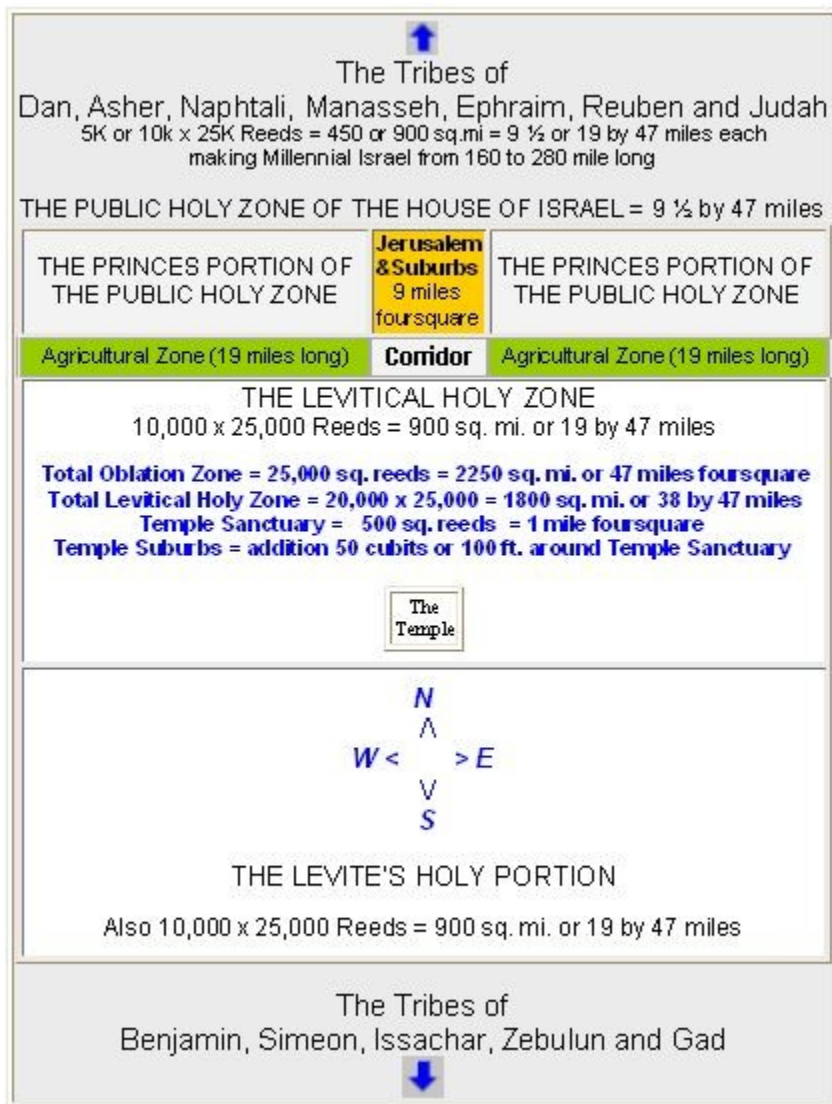 The Tribes of
Dan, Asher, Naphtali, Manasseh, Ephraim, Reuben and Judah
5K or 10k x 25K Reeds = 450 or 900 sq.mi = 9 ½ or 19 by 47 miles each
making Millennial Israel from 160 to 280 mile long
THE PUBLIC HOLY ZONE OF THE HOUSE OF ISRAEL = 9 ½ by 47 miles
THE PRINCES PORTION OF
THE PUBLIC HOLY ZONE
Jerusalem
&Suburbs
9 miles
foursquare
THE PRINCES PORTION OF
THE PUBLIC HOLY ZONE
Agricultural Zone (19 miles long)
Corridor
Agricultural Zone (19 miles long)
THE LEVITICAL HOLY ZONE
10,000 x 25,000 Reeds = 900 sq. mi. or 19 by 47 miles
Total Oblation Zone = 25,000 sq. reeds = 2250 sq. mi. or 47 miles foursquare
Total Levitical Holy Zone = 20,000 x 25,000 = 1800 sq. mi. or 38 by 47 miles
Temple Sanctuary = 500 sq. reeds = 1 mile foursquare
Temple Suburbs = addition 50 cubits or 100 ft. around Temple Sanctuary
The
Temple
N
W < > E
S
THE LEVITE'S HOLY PORTION
Also 10,000 x 25,000 Reeds = 900 sq. mi. or 19 by 47 miles
The Tribes of
Benjamin, Simeon, Issachar, Zebulun and Gad